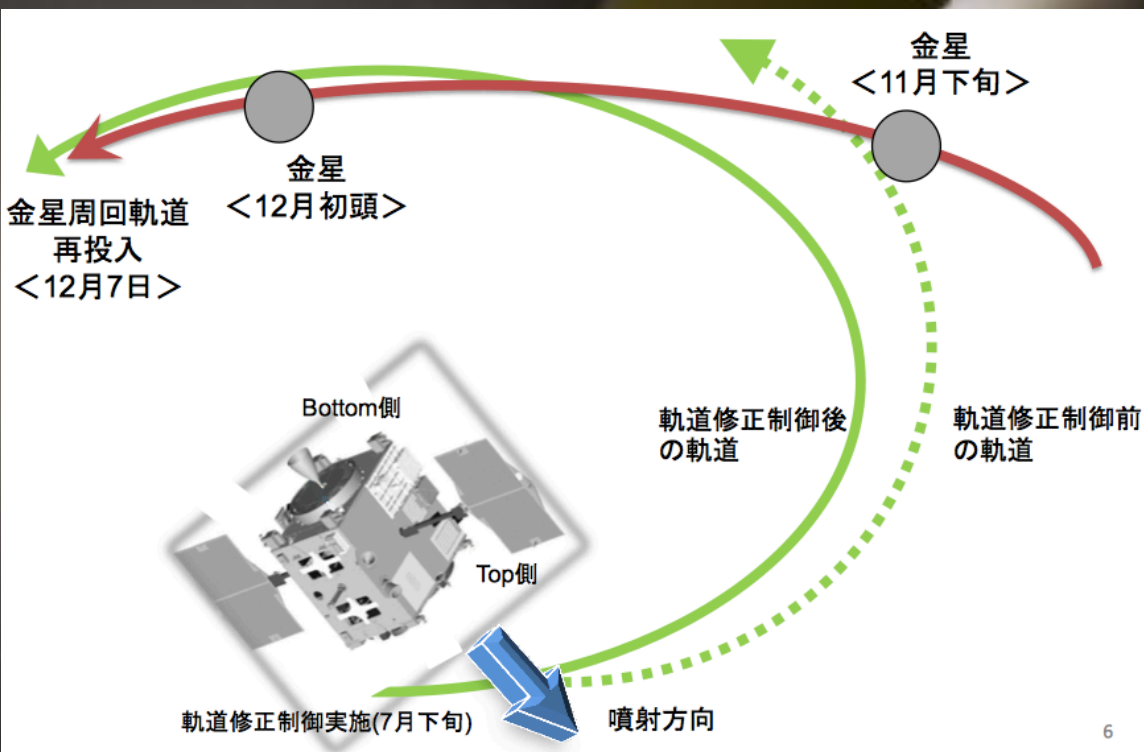 金星
＜11月下旬＞
金星
＜12月初頭＞
金星周回軌道
再投入
＜12月7日＞
Bottom側
軌道修正制御後
の軌道
軌道修正制御前
の軌道
Top側
軌道修正制御実施(7月下旬)
噴射方向
6